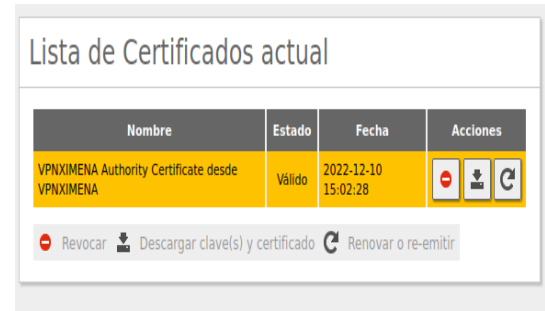 Lista de Certificados actual
Nombre Estado Fecha Acciones
VPNXIMENA Authority Certificate desde
VPNXIMENA
Válido
2022-12-10
15:02:28
Revocar Descargar clave(s) y certificado Renovar o re-emitir